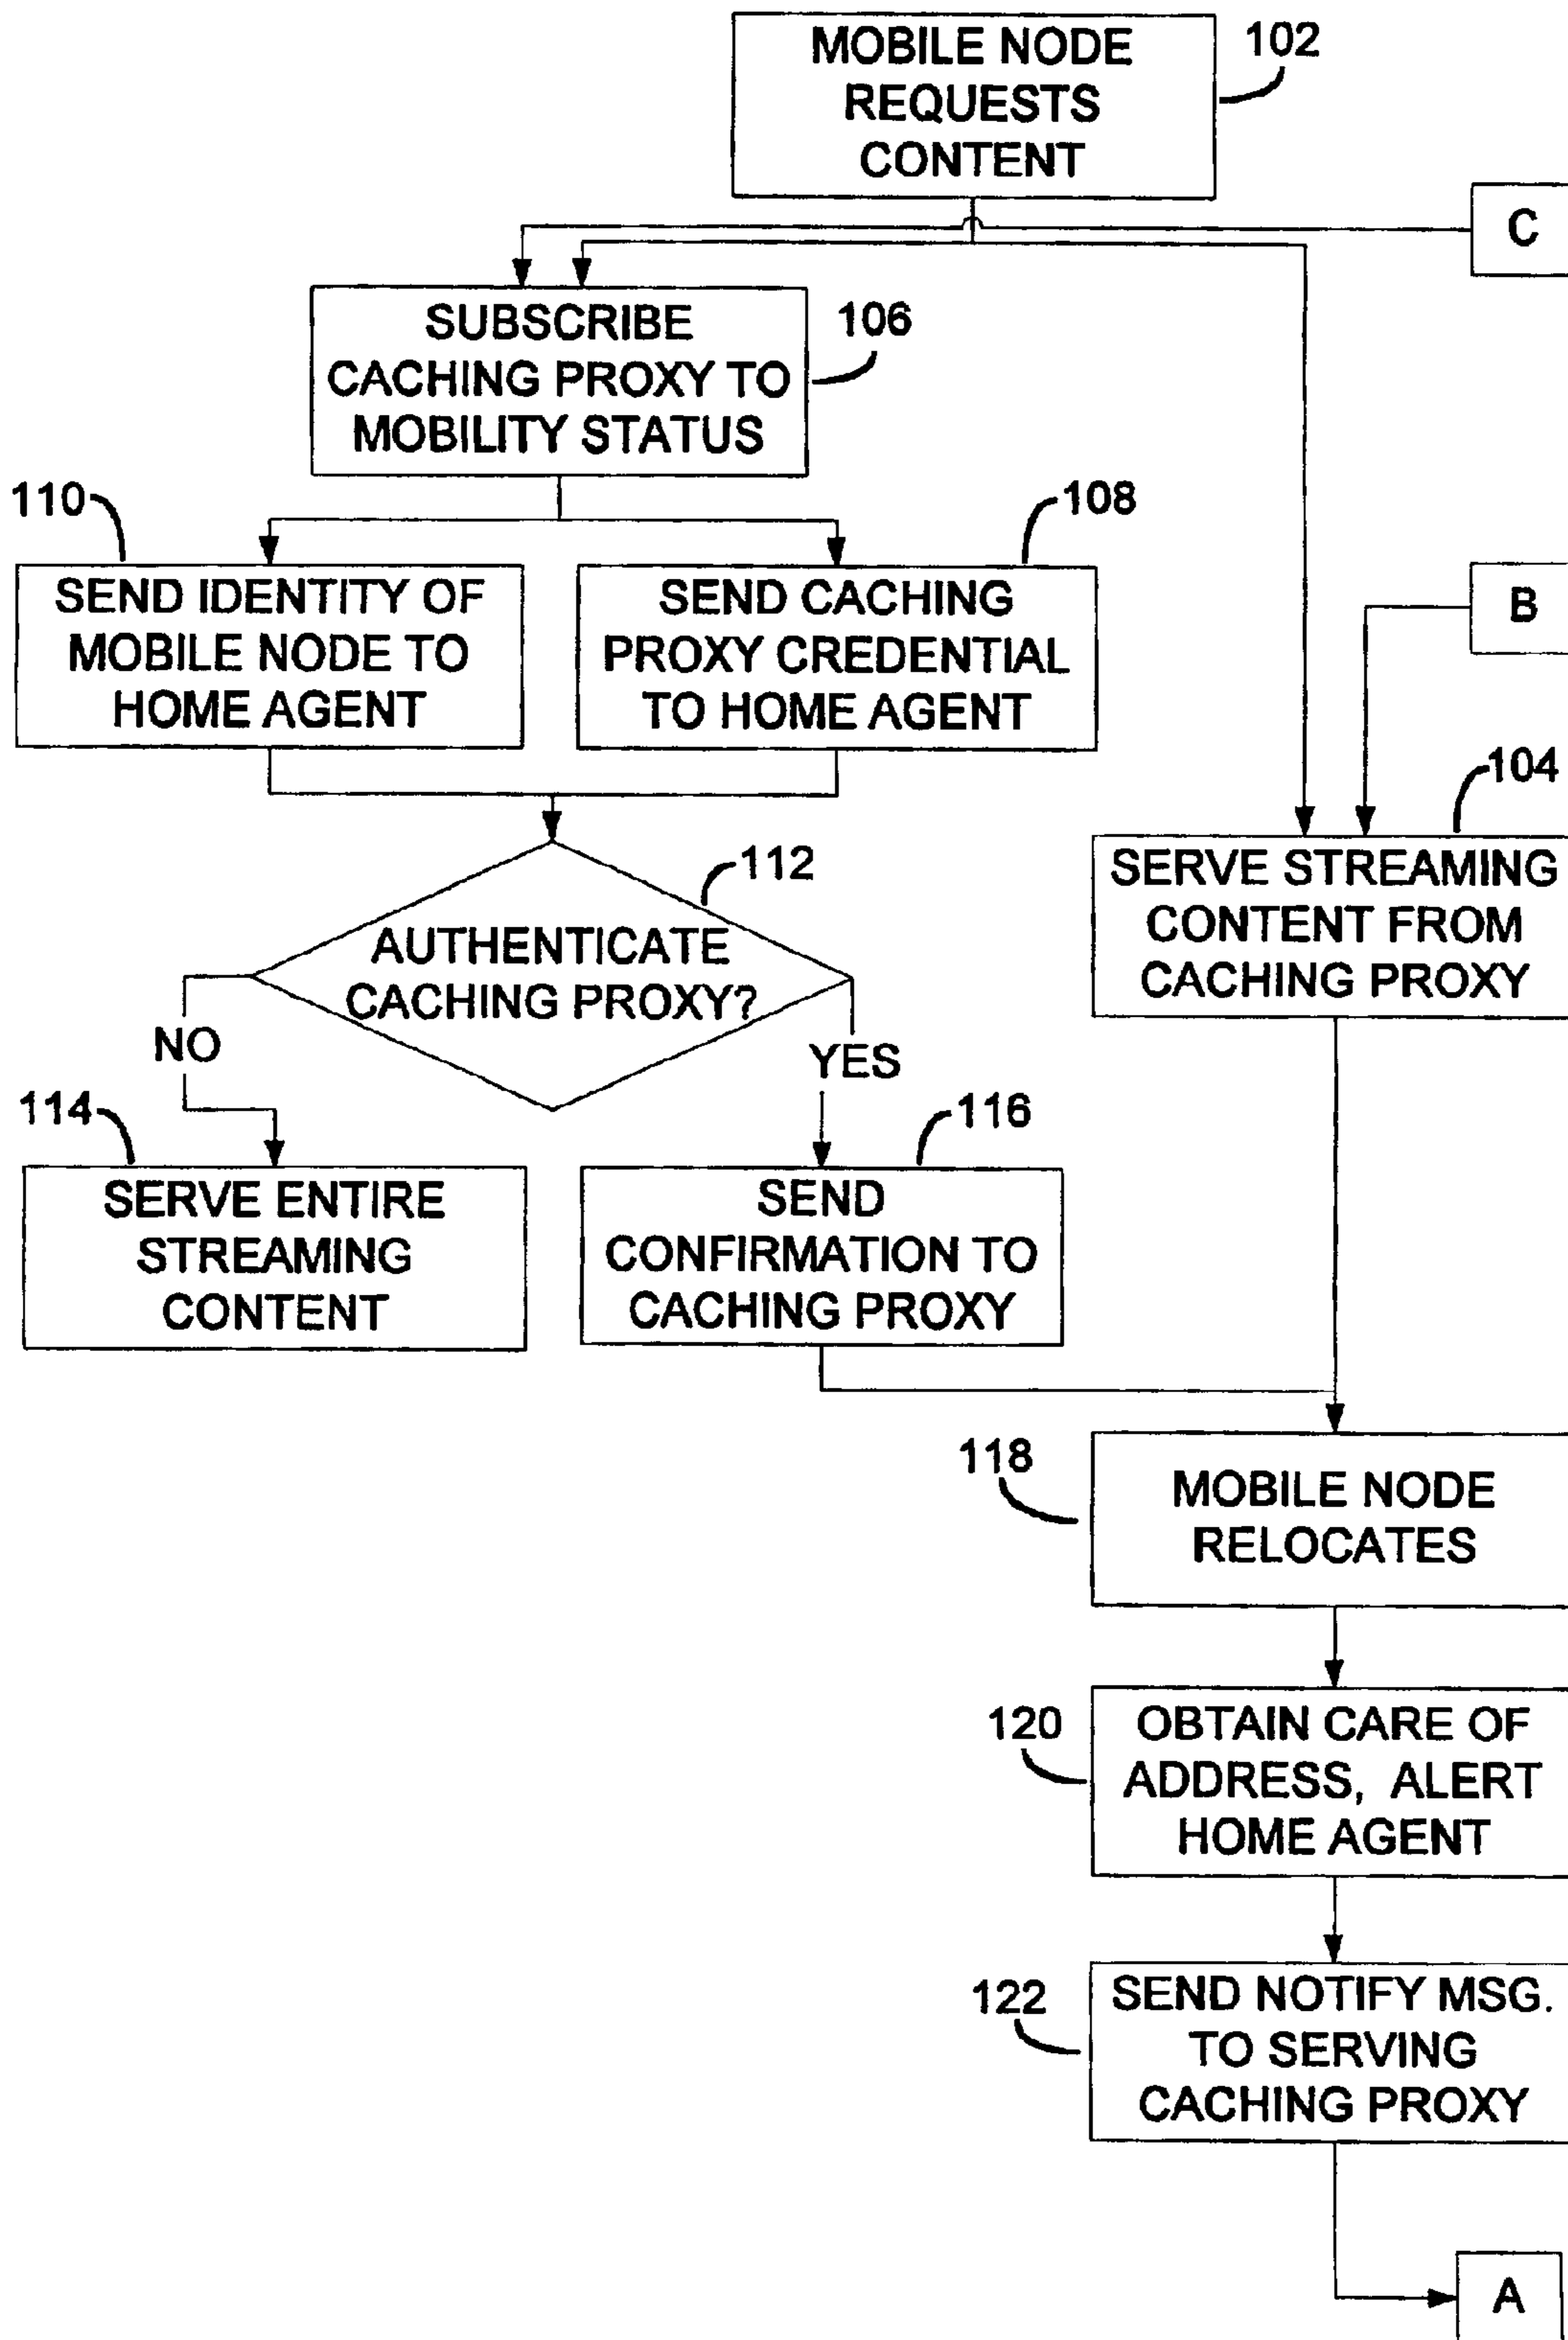 MOBILE NODE
REQUESTS
CONTENT
102
C
SUBSCRIBE
CACHING PROXY TO
MOBILITY STATUS
106
110
108
SEND IDENTITY OF
MOBILE NODE TO
HOME AGENT
SEND CACHING
PROXY CREDENTIAL
TO HOME AGENT
B
104
SERVE STREAMING
CONTENT FROM
CACHING PROXY
112
AUTHENTICATE
CACHING PROXY?
NO
YES
114
116
SERVE ENTIRE
STREAMING
CONTENT
SEND
CONFIRMATION TO
CACHING PROXY
118
MOBILE NODE
RELOCATES
120
OBTAIN CARE OF
ADDRESS, ALERT
HOME AGENT
122
SEND NOTIFY MSG.
TO SERVING
CACHING PROXY
A